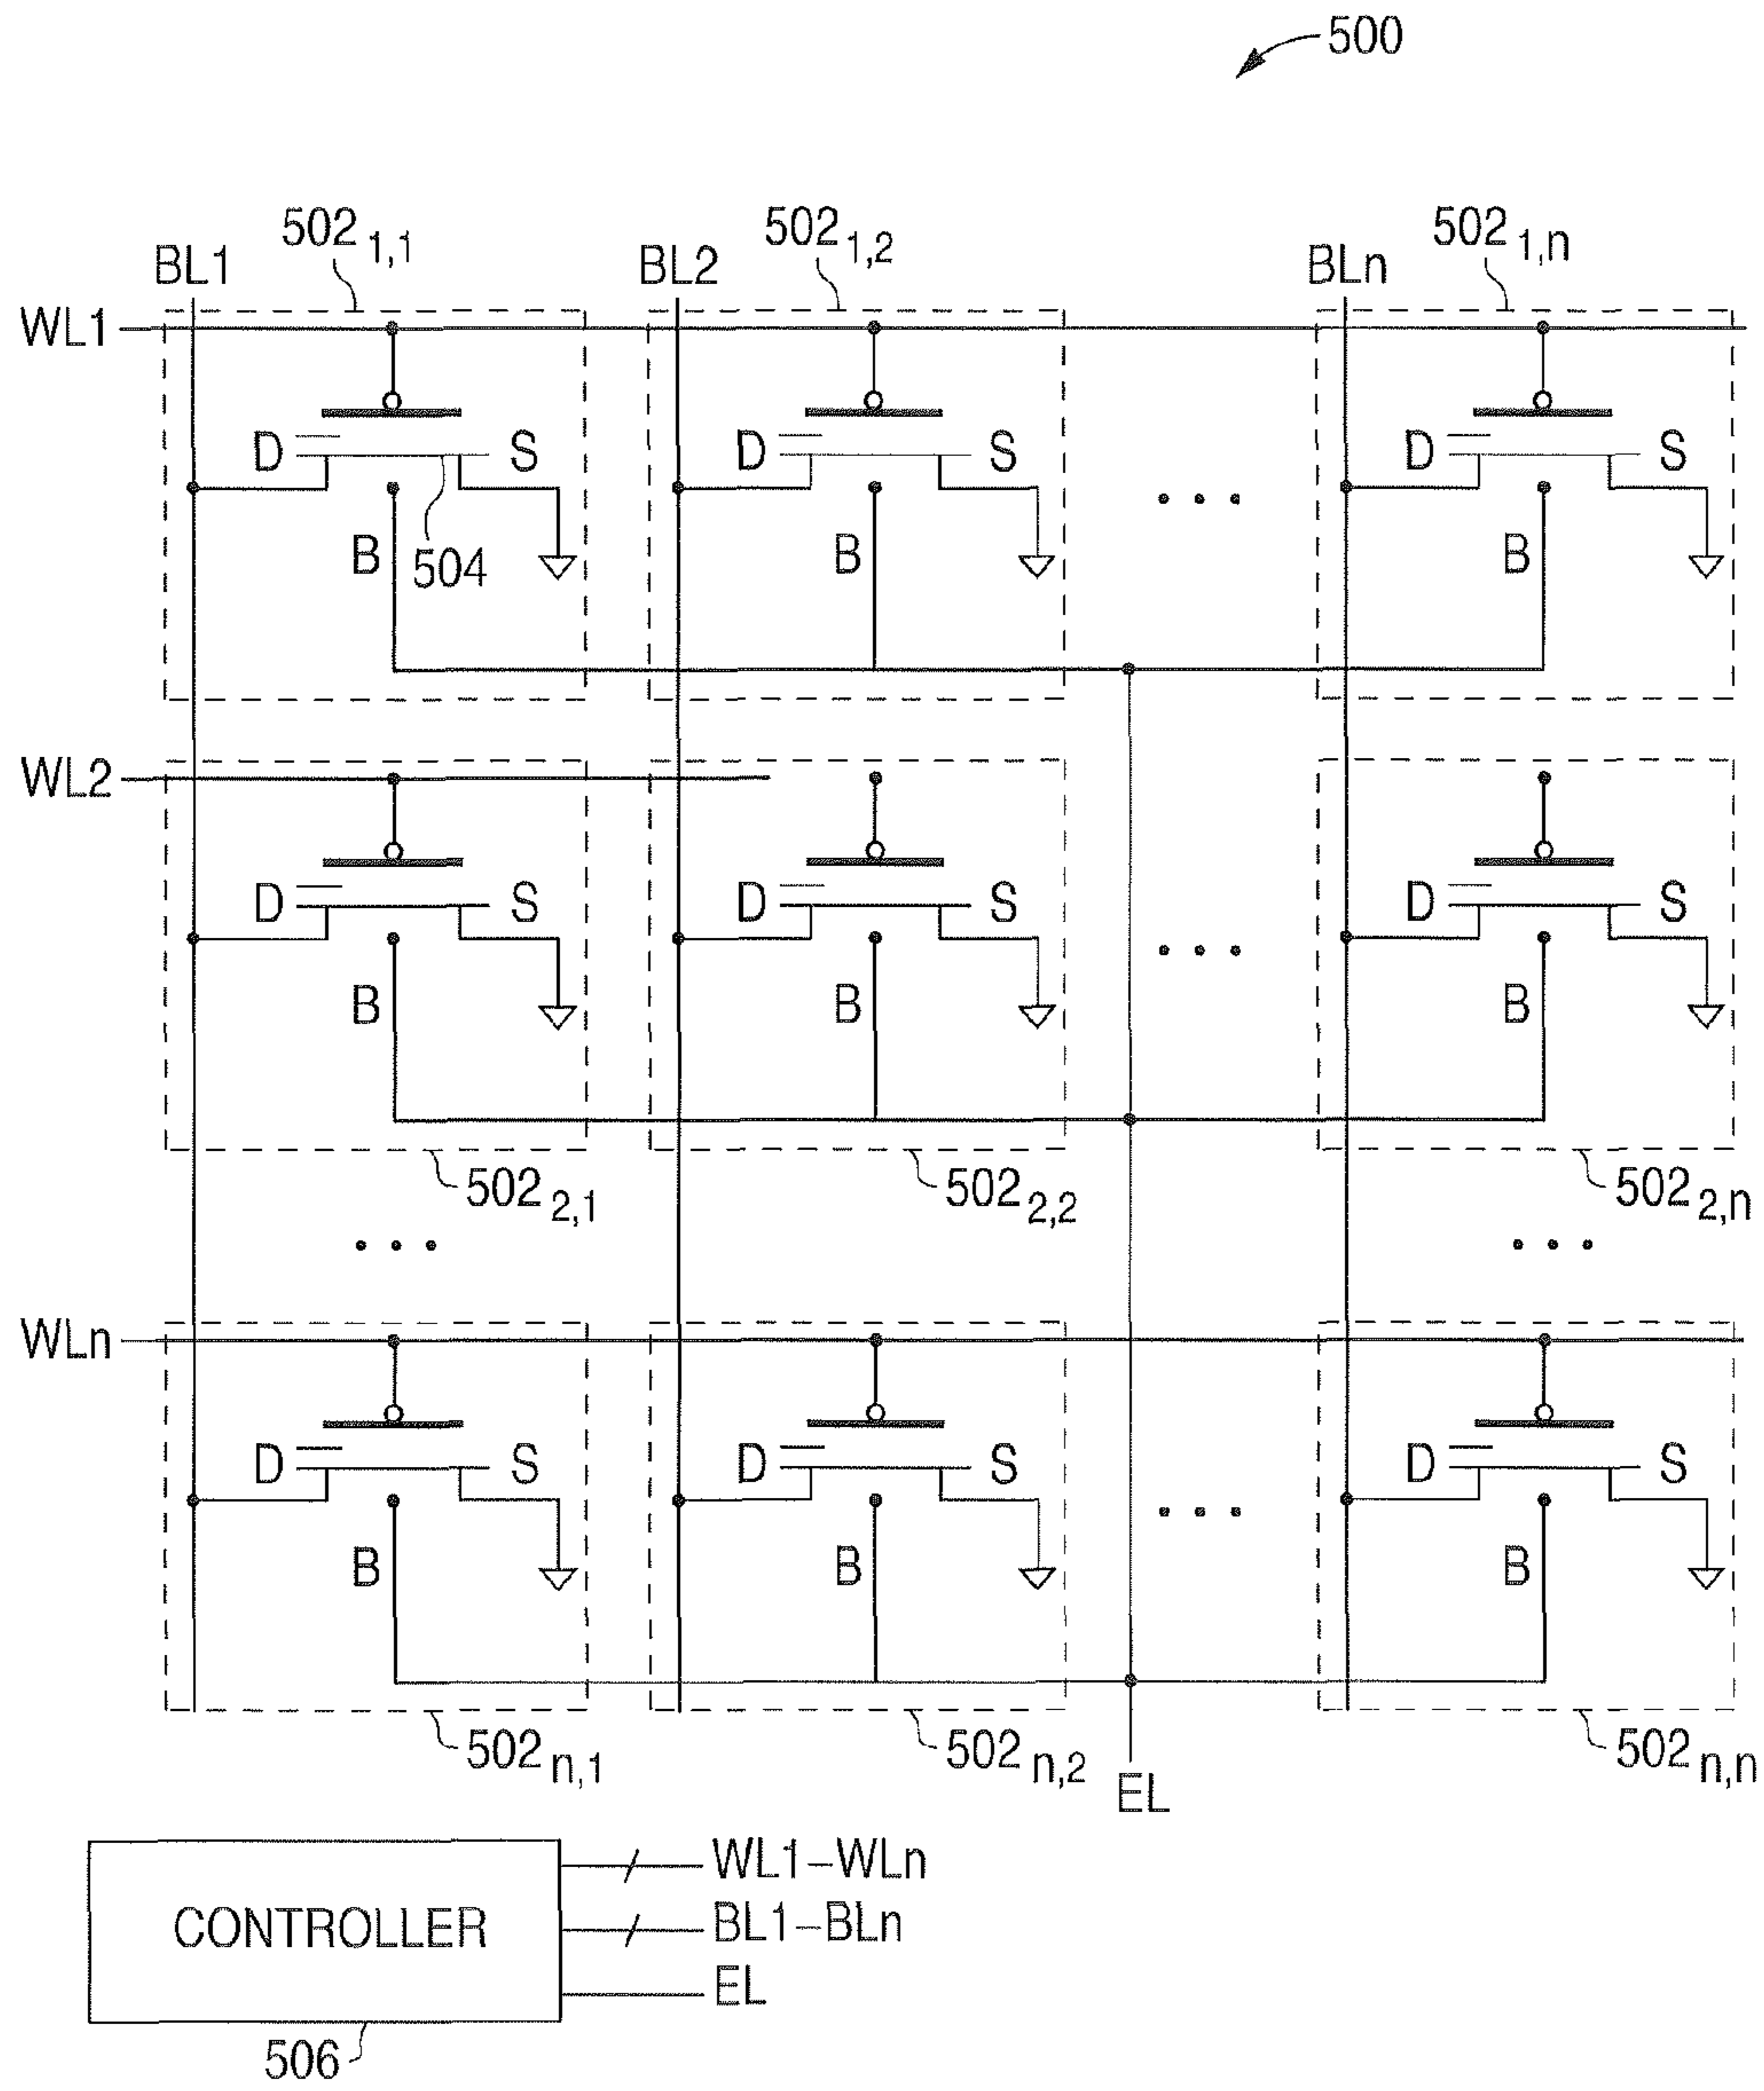 500
502 1,1
502 1,2
502 1,n
BL1
BL2
BLn
WL1
D S
D S
D S
B
504
B
B
WL2
D S
D S
D S
B
B
B
502 2,1
502 2,2
502 2,n
WLn
D S
D S
D S
B
B
B
502 n,1
502 n,2
502 n,n
EL
CONTROLLER
WL1–WLn
BL1–BLn
EL
506